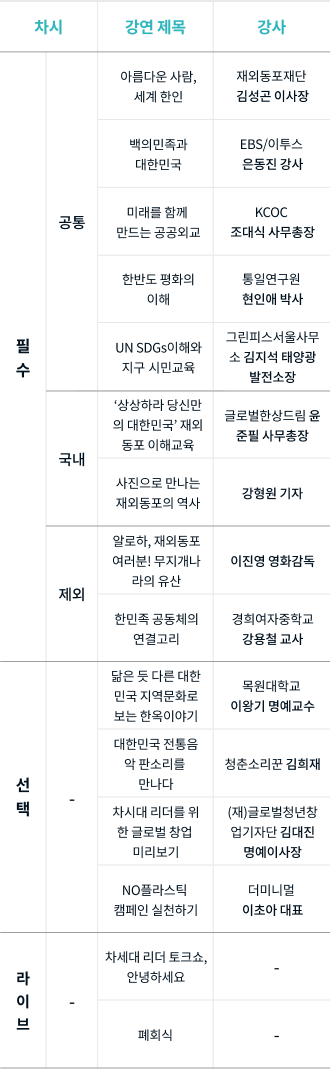 차시 강연 제목 강사
필수
공통
아름다운 사람,
세계 한인
재외동포재단
김성곤 이사장
백의민족과
대한민국
EBS/이투스
은동진 강사
미래를 함께
만드는 공공외교
KCOC
조대식 사무총장
한반도 평화의
이해
통일연구원
현인애 박사
UN SDGs이해와
지구 시민교육
그린피스서울사무
소 김지석 태양광
발전소장
국내
‘상상하라 당신만
의 대한민국’ 재외
동포 이해교육
글로벌한상드림 윤
준필 사무총장
사진으로 만나는
재외동포의 역사
강형원 기자
제외
알로하, 재외동포
여러분! 무지개나
라의 유산
이진영 영화감독
한민족 공동체의
연결고리
경희여자중학교
강용철 교사
선택
-
닮은 듯 다른 대한
민국 지역문화로
보는 한옥이야기
목원대학교
이왕기 명예교수
대한민국 전통음
악 판소리를
만나다
청춘소리꾼 김희재
차시대 리더를 위
한 글로벌 창업
미리보기
(재)글로벌청년창
업기자단 김대진
명예이사장
NO플라스틱
캠페인 실천하기
더미니멀
이초아 대표
라이브
-
차세대 리더 토크쇼,
안녕하세요
-
폐회식
-